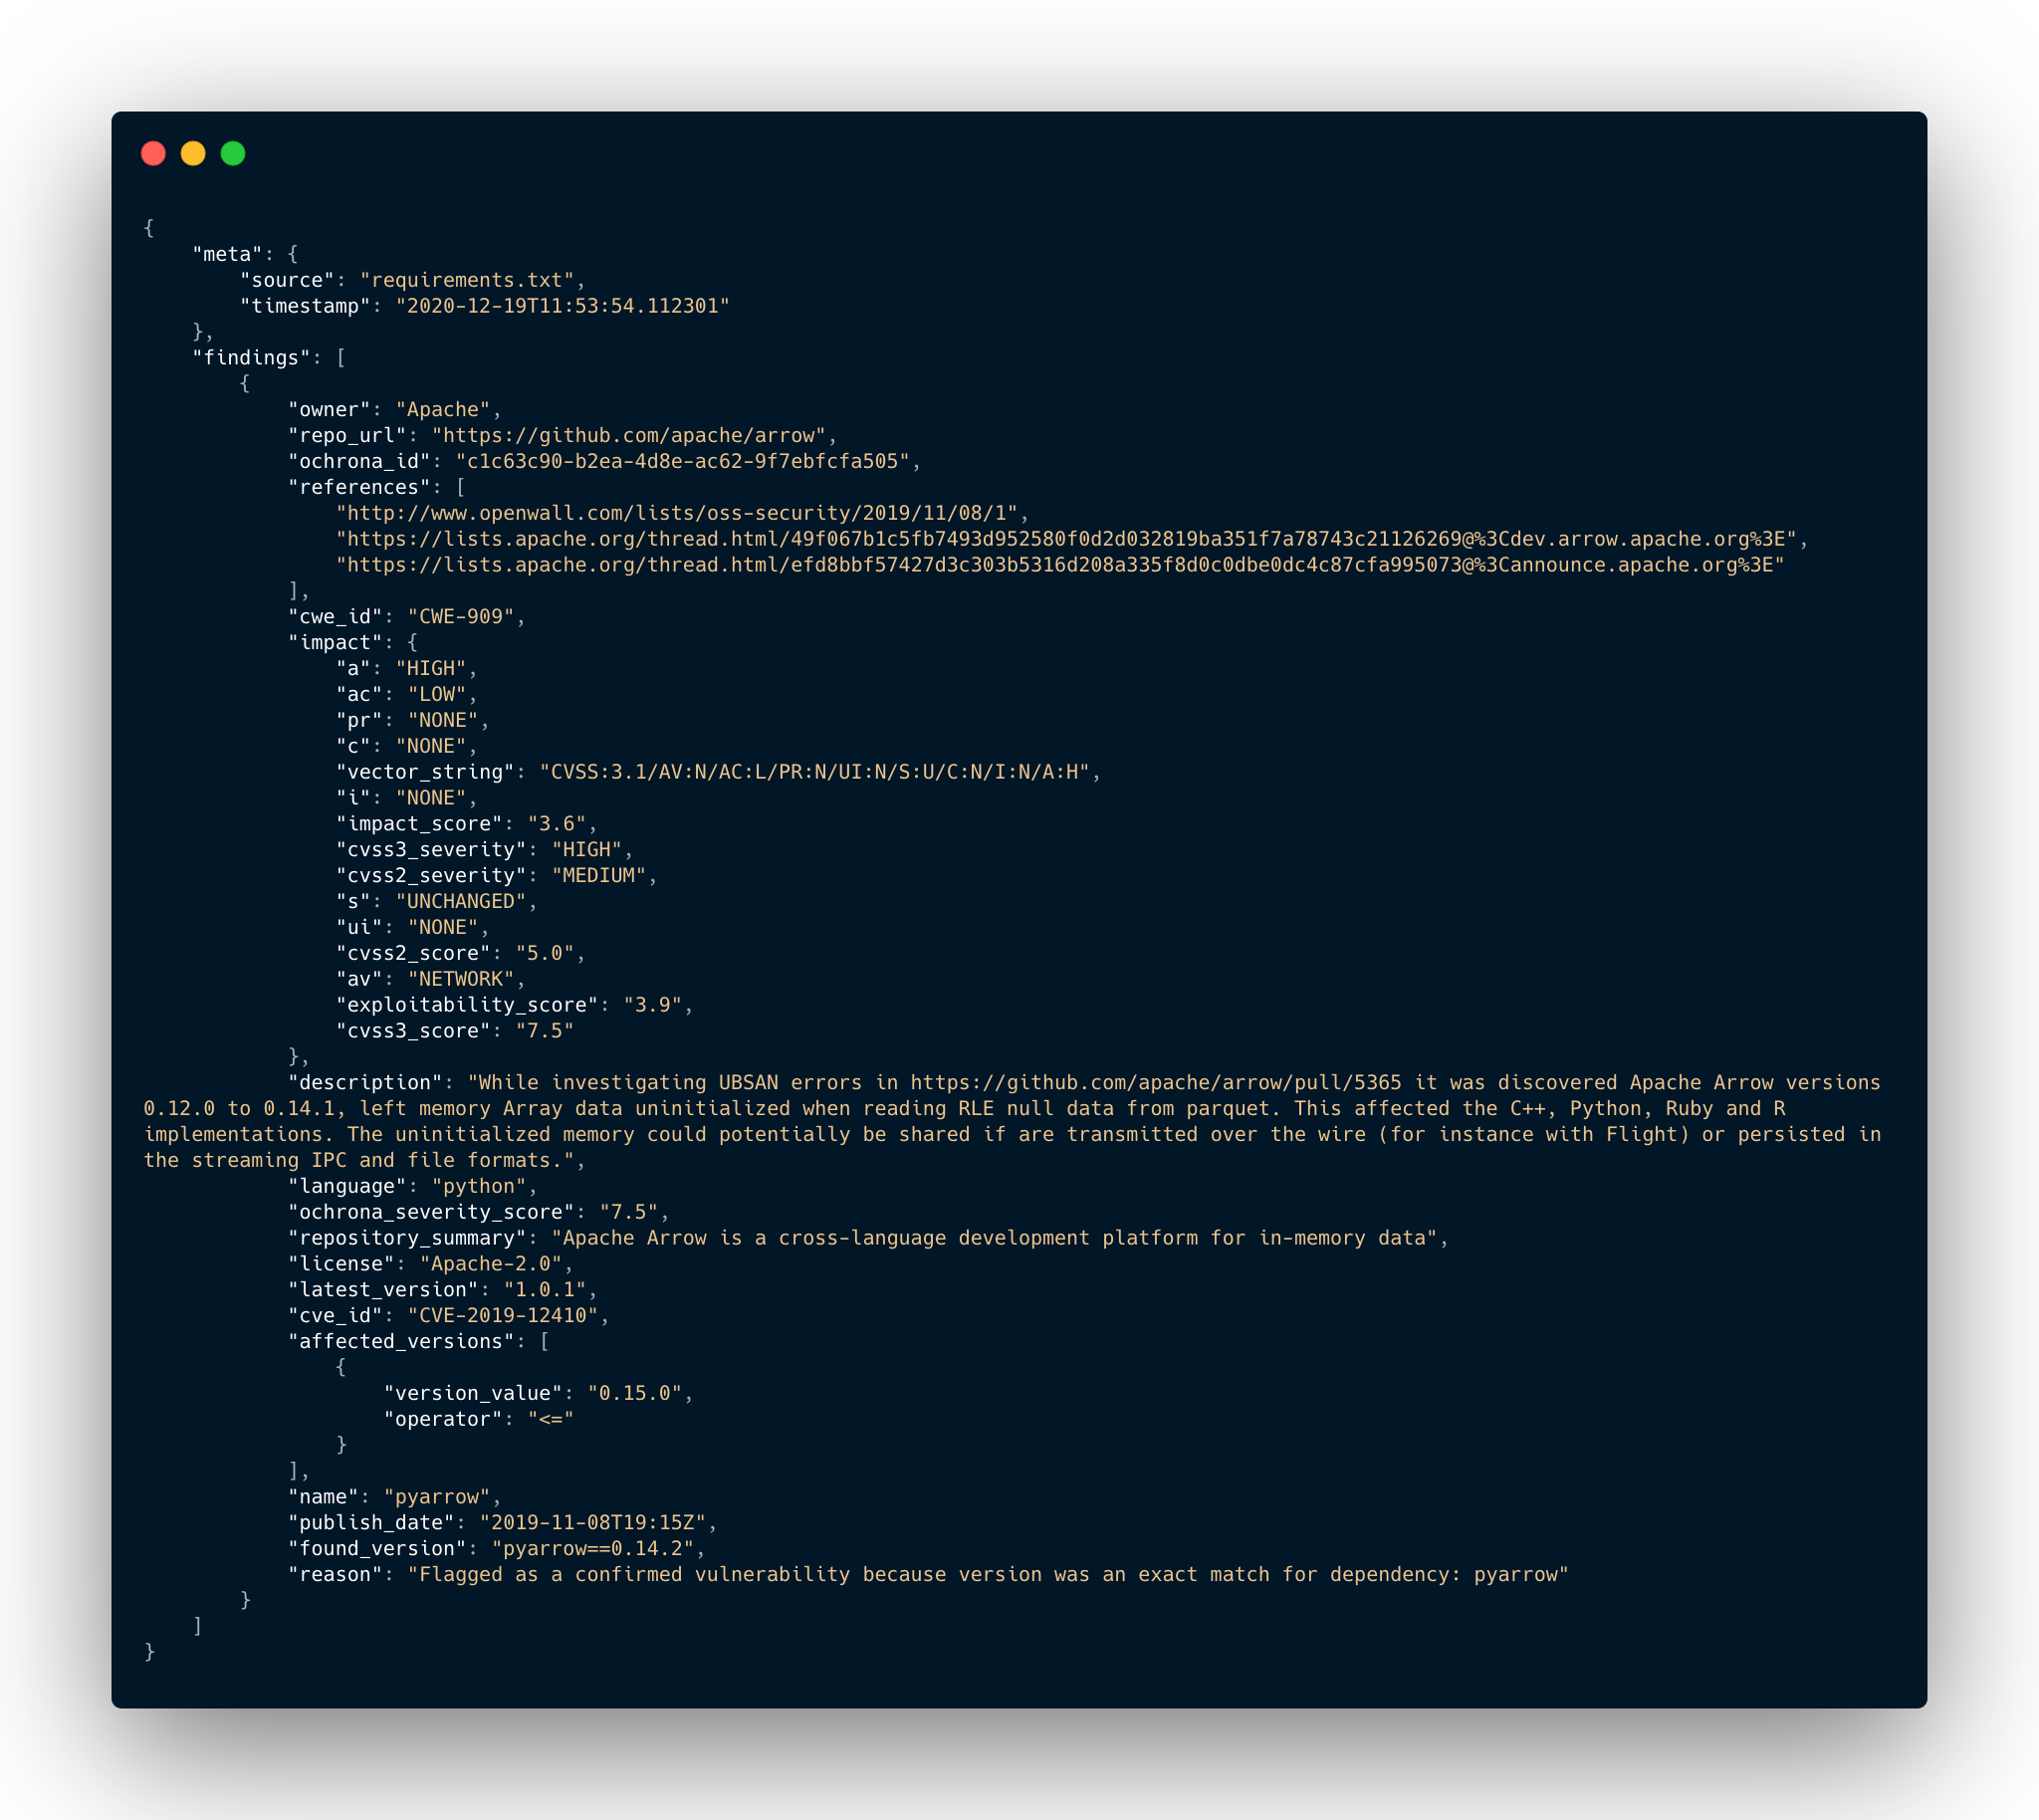 {
    "meta": {
        "source": "requirements.txt",
        "timestamp": "2020-12-19T11:53:54.112301"
    },
    "findings": [
        {
            "owner": "Apache",
            "repo_url": "https://github.com/apache/arrow",
            "ochrona_id": "c1c63c90-b2ea-4d8e-ac62-9f7ebfcfa505",
            "references": [
                "http://www.openwall.com/lists/oss-security/2019/11/08/1",
                "https://lists.apache.org/thread.html/49f067b1c5fb7493d952580f0d2d032819ba351f7a78743c21126269@%3Cdev.arrow.apache.org%3E",
                "https://lists.apache.org/thread.html/efd8bbf57427d3c303b5316d208a335f8d0c0dbe0dc4c87cfa995073@%3Cannounce.apache.org%3E"
            ],
            "cwe_id": "CWE-909",
            "impact": {
                "a": "HIGH",
                "ac": "LOW",
                "pr": "NONE",
                "c": "NONE",
                "vector_string": "CVSS:3.1/AV:N/AC:L/PR:N/UI:N/S:U/C:N/I:N/A:H",
                "i": "NONE",
                "impact_score": "3.6",
                "cvss3_severity": "HIGH",
                "cvss2_severity": "MEDIUM",
                "s": "UNCHANGED",
                "ui": "NONE",
                "cvss2_score": "5.0",
                "av": "NETWORK",
                "exploitability_score": "3.9",
                "cvss3_score": "7.5"
            },
            "description": "While investigating UBSAN errors in https://github.com/apache/arrow/pull/5365 it was discovered Apache Arrow versions
0.12.0 to 0.14.1, left memory Array data uninitialized when reading RLE null data from parquet. This affected the C++, Python, Ruby and R
implementations. The uninitialized memory could potentially be shared if are transmitted over the wire (for instance with Flight) or persisted in
the streaming IPC and file formats.",
            "language": "python",
            "ochrona_severity_score": "7.5",
            "repository_summary": "Apache Arrow is a cross-language development platform for in-memory data",
            "license": "Apache-2.0",
            "latest_version": "1.0.1",
            "cve_id": "CVE-2019-12410",
            "affected_versions": [
                {
                    "version_value": "0.15.0",
                    "operator": "<="
                }
            ],
            "name": "pyarrow",
            "publish_date": "2019-11-08T19:15Z",
            "found_version": "pyarrow==0.14.2",
            "reason": "Flagged as a confirmed vulnerability because version was an exact match for dependency: pyarrow"
        }
    ]
}